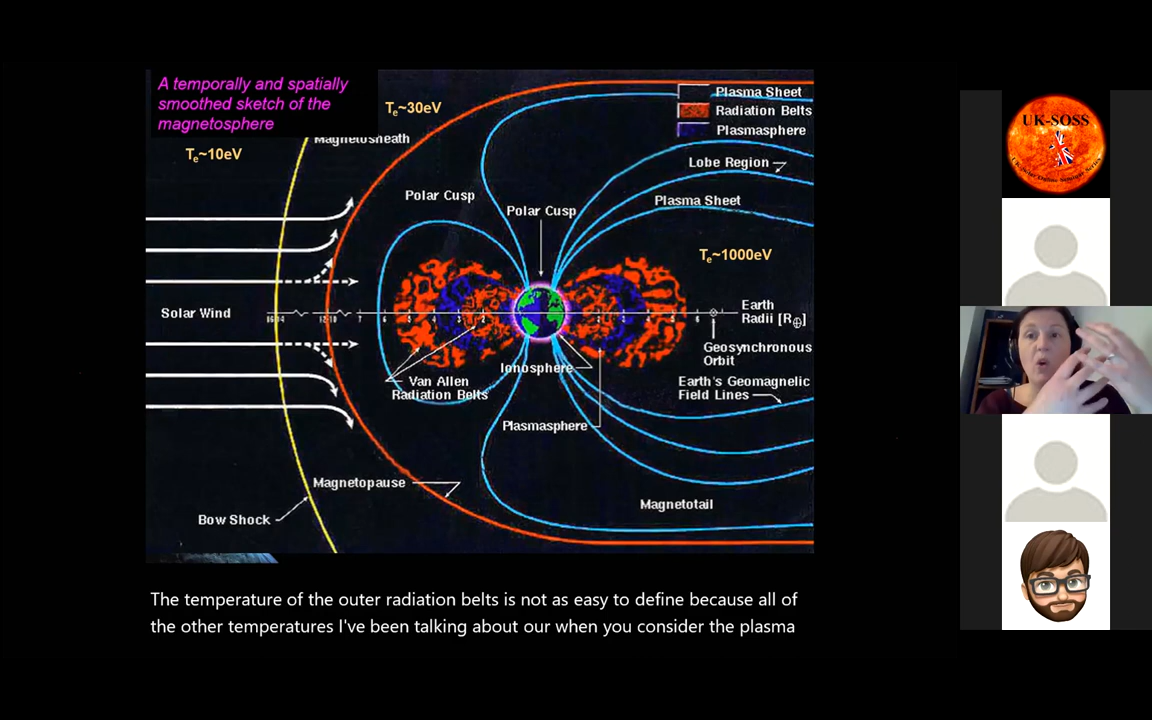 A temporally and spatially
smoothed sketch of the
magnetosphere
Te~10eV
Te~30eV
Magnetosheath
Plasma Sheet
Radiation Belts
Plasmasphere
Lobe Region
Polar Cusp
Polar Cusp
Plasma Sheet
Te~1000eV
Solar Wind
Earth
Radii [R⊕]
Geosynchronous
Orbit
Ionosphere
Van Allen
Radiation Belts
Earth's Geomagnetic
Field Lines
Plasmasphere
Magnetopause
Magnetotail
Bow Shock
The temperature of the outer radiation belts is not as easy to define because all of
the other temperatures I've been talking about our when you consider the plasma
UK-SOSS